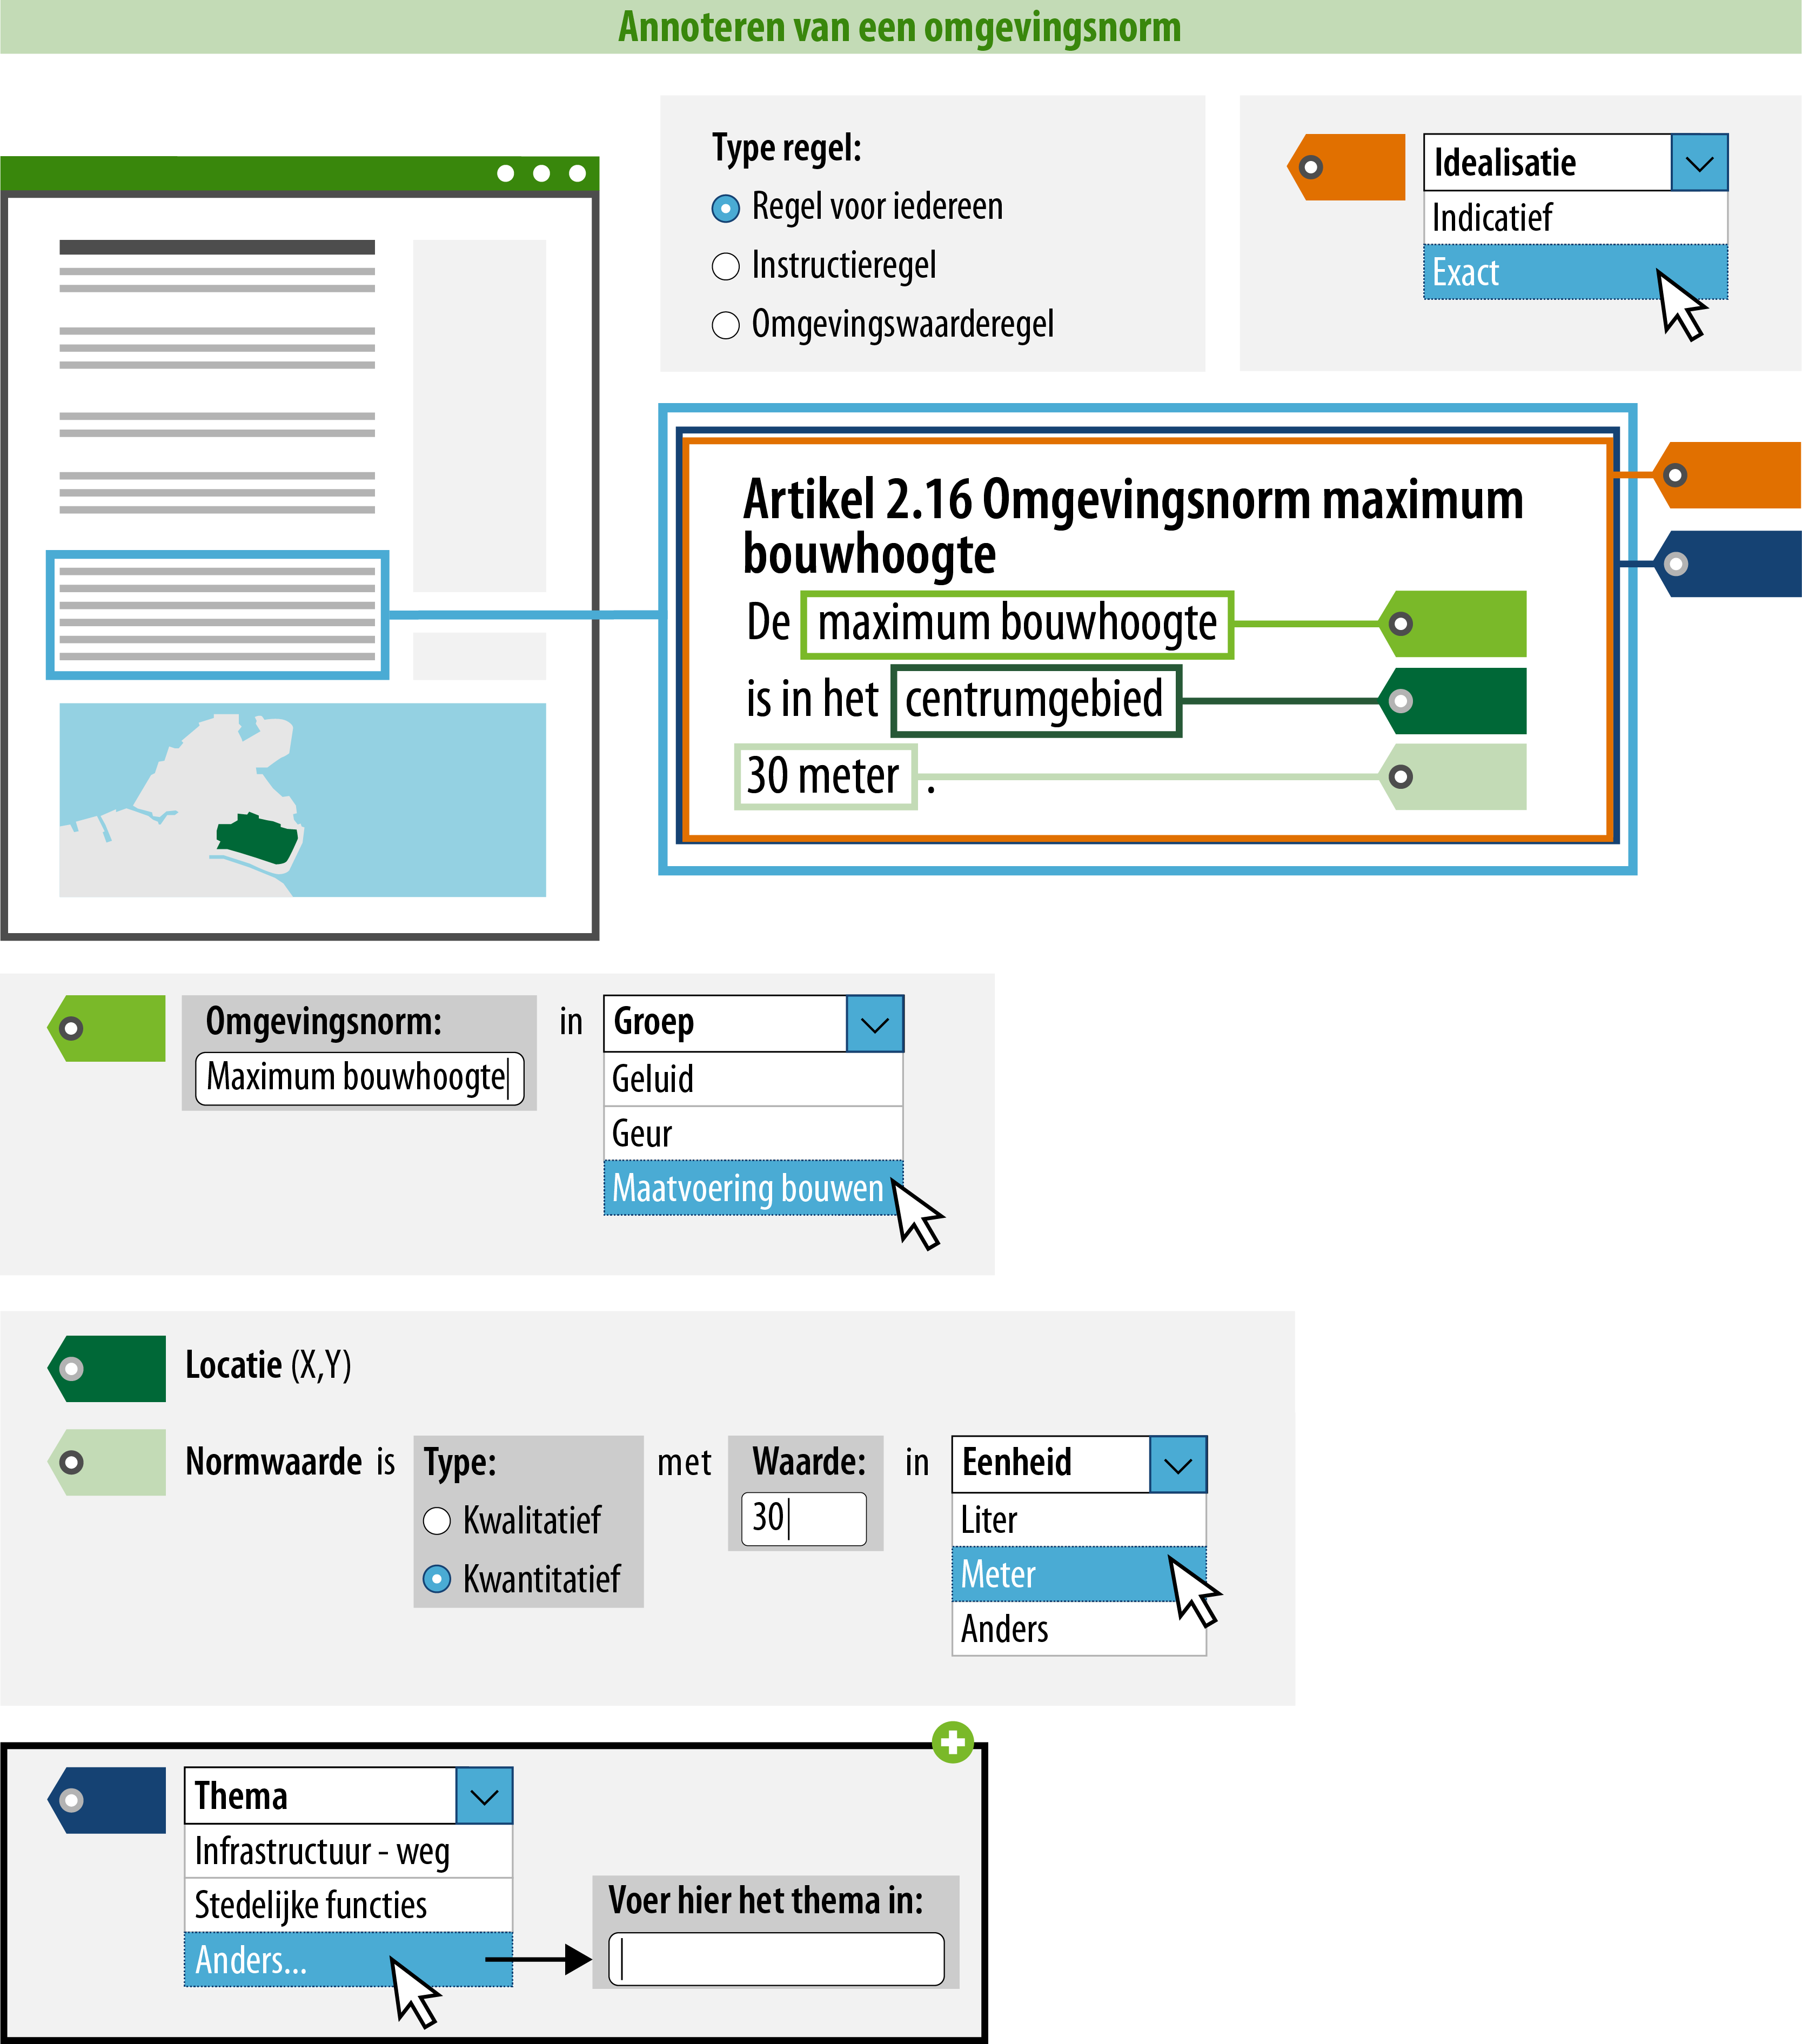 Annoteren van een omgevingsnorm
Type regel:
Regel voor iedereen
Instructieregel
Omgevingswaarderegel
Idealisatie
Indicatief
Exact
Artikel 2.16 Omgevingsnorm maximum
bouwhoogte
De maximum bouwhoogte
is in het centrumgebied
30 meter .
Omgevingsnorm:
Maximum bouwhoogte
in
Groep
Geluid
Geur
Maatvoering bouwen
Locatie (X,Y)
Normwaarde is
Type:
Kwalitatief
Kwantitatief
met
Waarde:
30
in
Eenheid
Liter
Meter
Anders
Thema
Infrastructuur - weg
Stedelijke functies
Anders...
Voer hier het thema in: